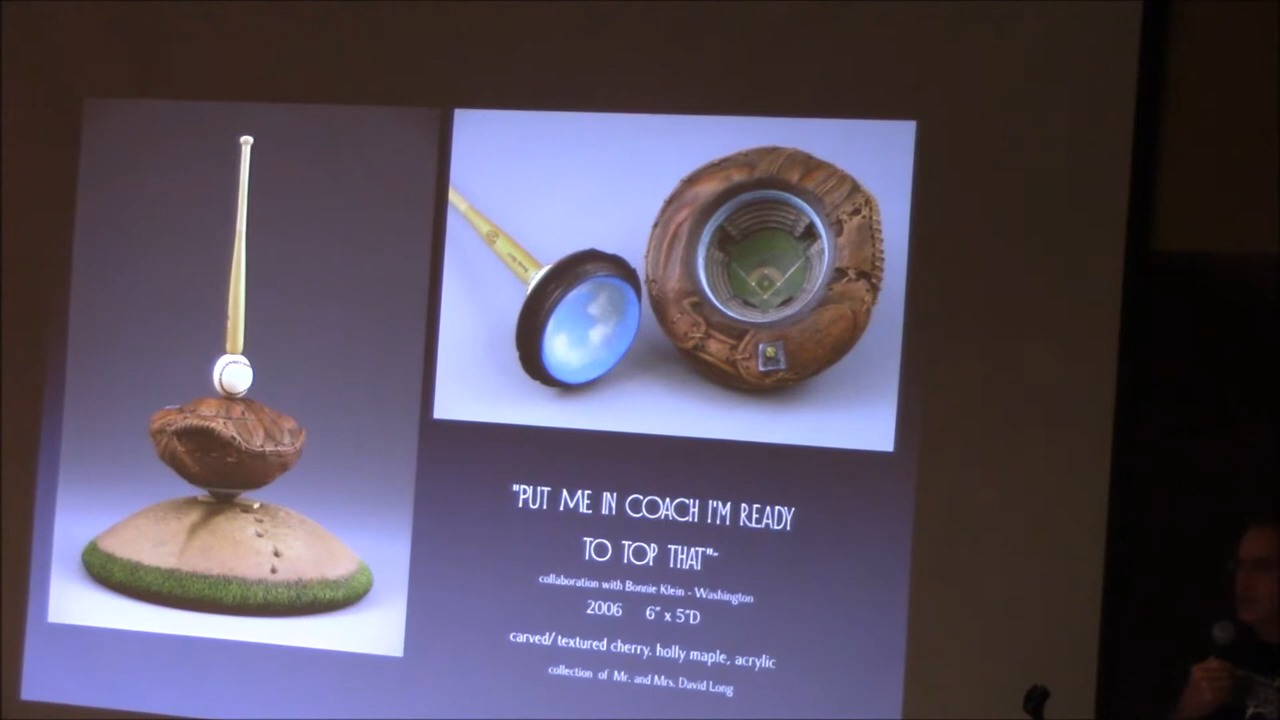 "PUT ME IN COACH I'M READY
TO TOP THAT"~
collaboration with Bonnie Klein - Washington
2006 6" x 5"D
carved/ textured cherry. holly maple, acrylic
collection of Mr. and Mrs. David Long